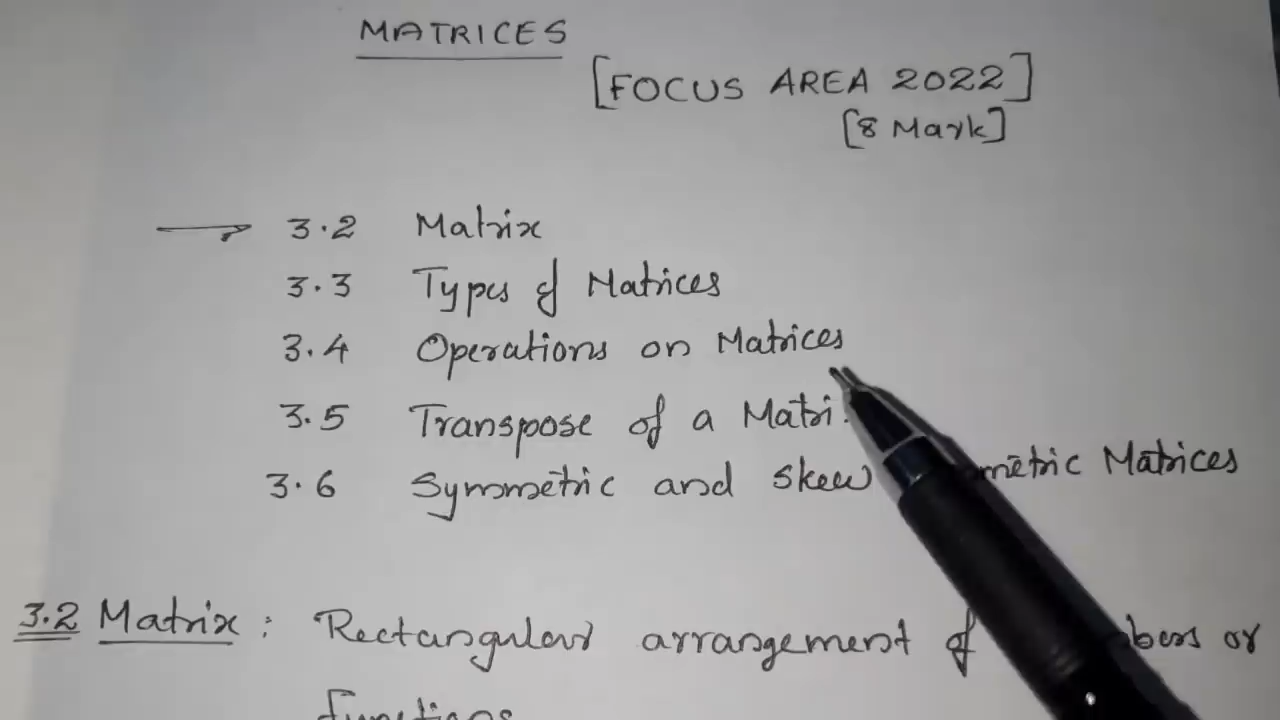 MATRICES
[FOCUS AREA 2022]
[8 Mark]
3.2 Matrix
3.3 Types of Matrices
3.4 Operations on Matrices
3.5 Transpose of a Matri
3.6 Symmetric and skew metric Matrices
3.2 Matrix : Rectangular arrangement of bers or
functions